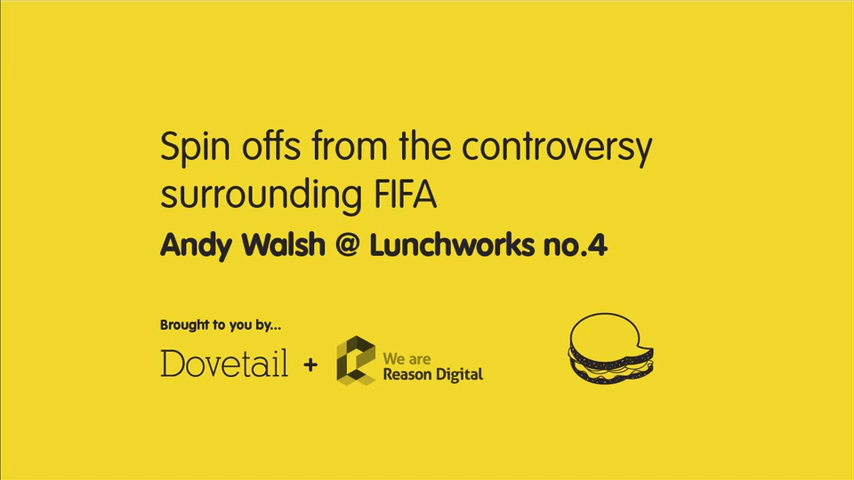 Spin offs from the controversy
surrounding FIFA
Andy Walsh @ Lunchworks no.4
Brought to you by...
Dovetail + We are
Reason Digital